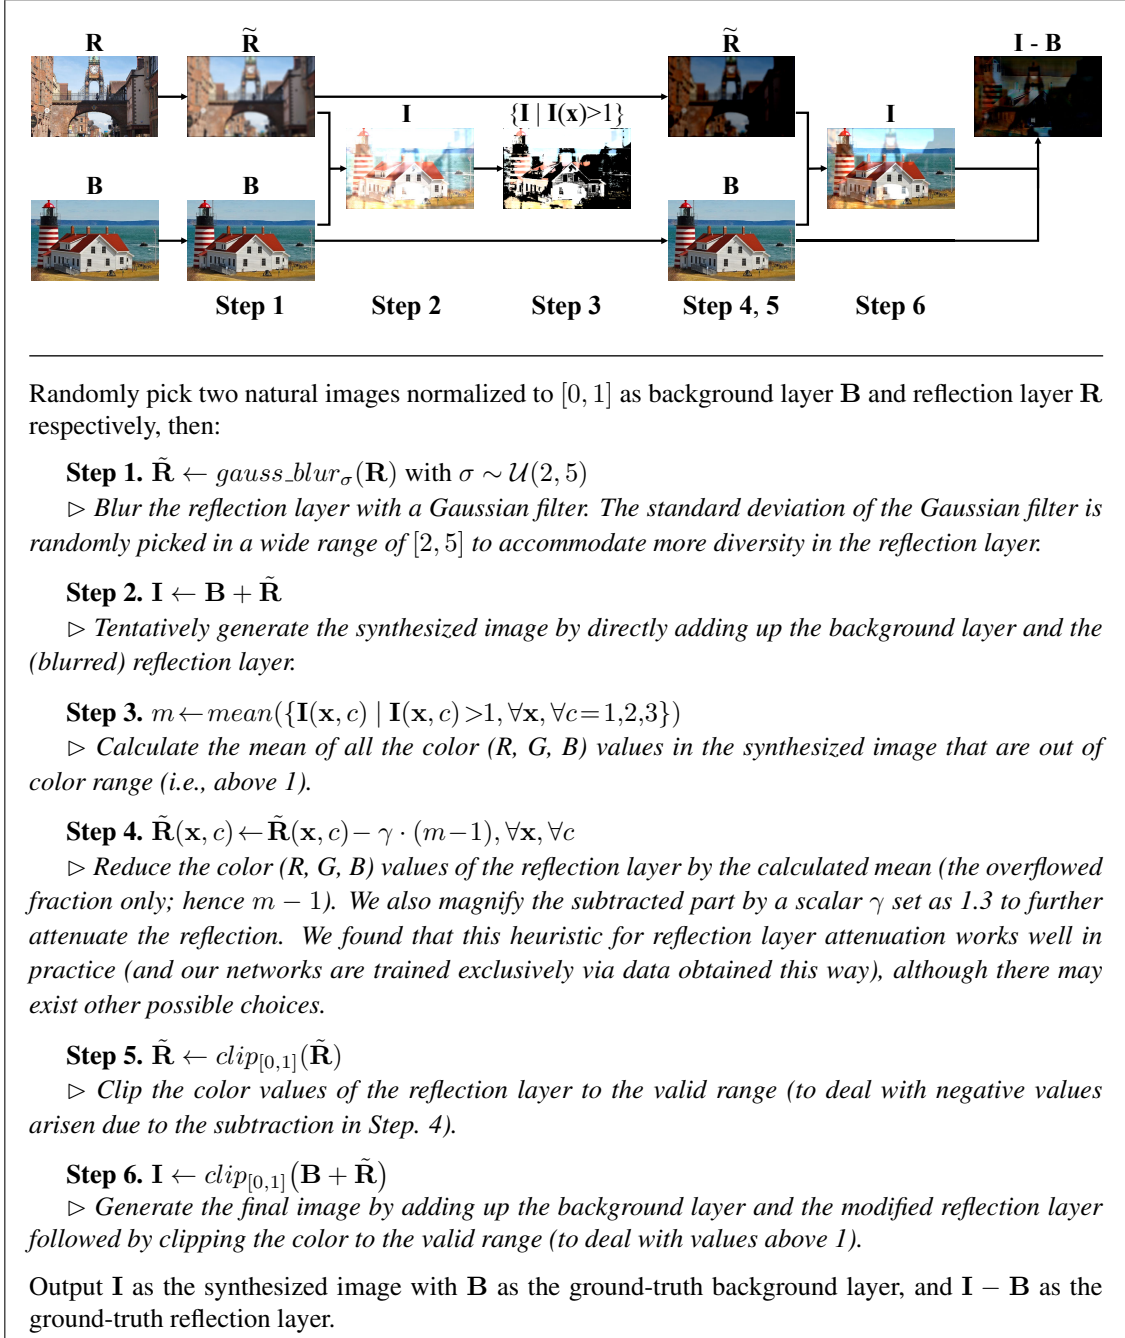 R R̃ R̃ I - B
I {I | I(x)>1} I
B B B
Step 1 Step 2 Step 3 Step 4, 5 Step 6
Randomly pick two natural images normalized to [0, 1] as background layer B and reflection layer R
respectively, then:
Step 1. R̃ ← gauss_blurσ(R) with σ ∼ 𝒰(2, 5)
▷ Blur the reflection layer with a Gaussian filter. The standard deviation of the Gaussian filter is
randomly picked in a wide range of [2, 5] to accommodate more diversity in the reflection layer.
Step 2. I ← B + R̃
▷ Tentatively generate the synthesized image by directly adding up the background layer and the
(blurred) reflection layer.
Step 3. m←mean({I(x, c) | I(x, c)>1, ∀x, ∀c=1,2,3})
▷ Calculate the mean of all the color (R, G, B) values in the synthesized image that are out of
color range (i.e., above 1).
Step 4. R̃(x, c)←R̃(x, c)− γ · (m−1), ∀x, ∀c
▷ Reduce the color (R, G, B) values of the reflection layer by the calculated mean (the overflowed
fraction only; hence m − 1). We also magnify the subtracted part by a scalar γ set as 1.3 to further
attenuate the reflection. We found that this heuristic for reflection layer attenuation works well in
practice (and our networks are trained exclusively via data obtained this way), although there may
exist other possible choices.
Step 5. R̃ ← clip[0,1](R̃)
▷ Clip the color values of the reflection layer to the valid range (to deal with negative values
arisen due to the subtraction in Step. 4).
Step 6. I ← clip[0,1](B + R̃)
▷ Generate the final image by adding up the background layer and the modified reflection layer
followed by clipping the color to the valid range (to deal with values above 1).
Output I as the synthesized image with B as the ground-truth background layer, and I − B as the
ground-truth reflection layer.